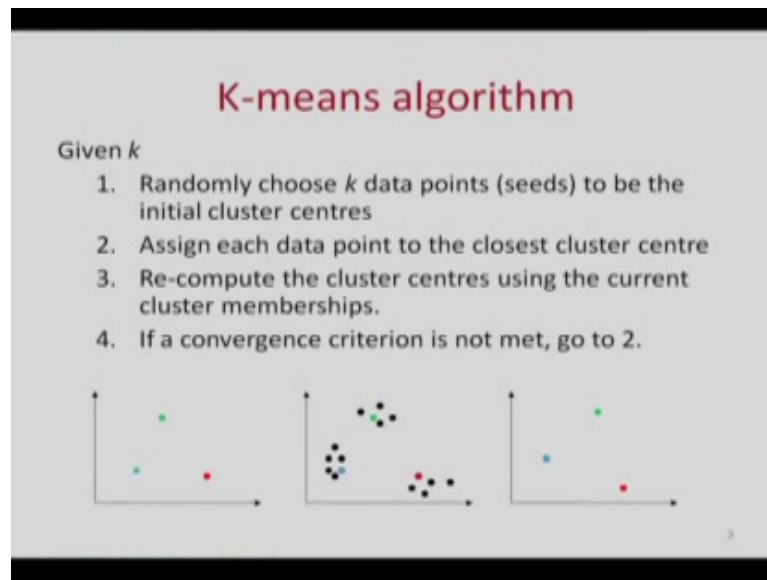 K-means algorithm
Given k
1. Randomly choose k data points (seeds) to be the
initial cluster centres
2. Assign each data point to the closest cluster centre
3. Re-compute the cluster centres using the current
cluster memberships.
4. If a convergence criterion is not met, go to 2.
3